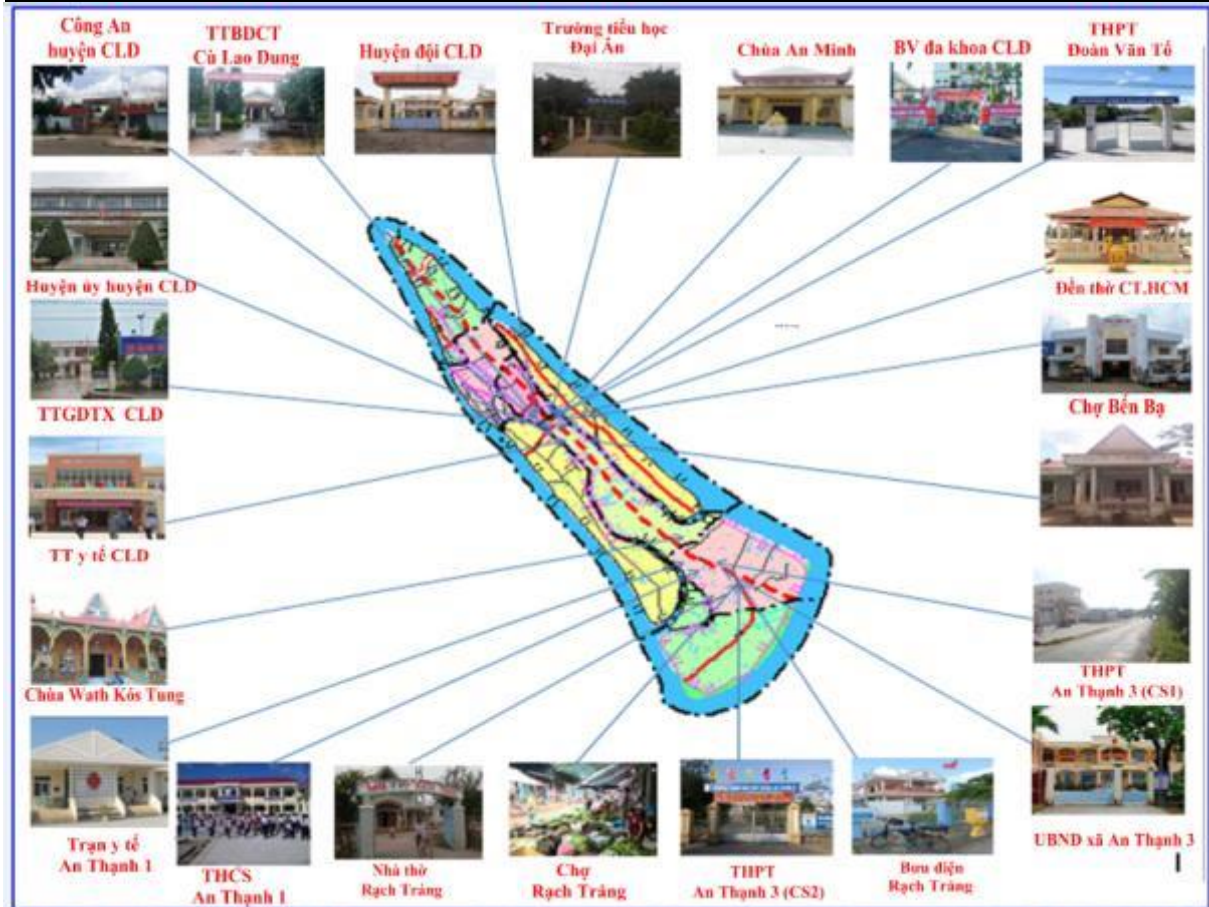 Công An
huyện CLD
TTBDCT
Cù Lao Dung
Huyện đội CLD
Trường tiểu học
Đại Ân
Chùa An Minh
BV đa khoa CLD
THPT
Đoàn Văn Tố
Huyện ủy huyện CLD
Đền thờ CT.HCM
TTGDTX CLD
Chợ Bến Bạ
TT y tế CLD
Chùa Wath Kós Tung
THPT
An Thạnh 3 (CS1)
Trạn y tế
An Thạnh 1
THCS
An Thạnh 1
Nhà thờ
Rạch Tráng
Chợ
Rạch Tráng
THPT
An Thạnh 3 (CS2)
Bưu điện
Rạch Tráng
UBND xã An Thạnh 3